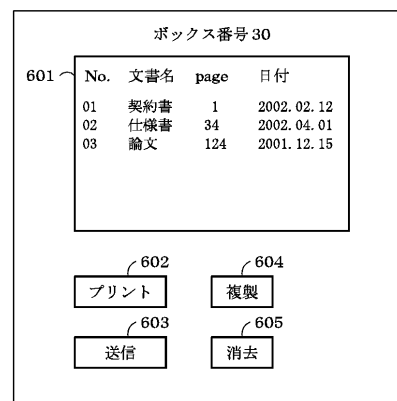 ボックス番号30
601 No. 文書名 page 日付
01 契約書 1 2002.02.12
02 仕様書 34 2002.04.01
03 論文 124 2001.12.15
602 604
プリント 複製
603 605
送信 消去